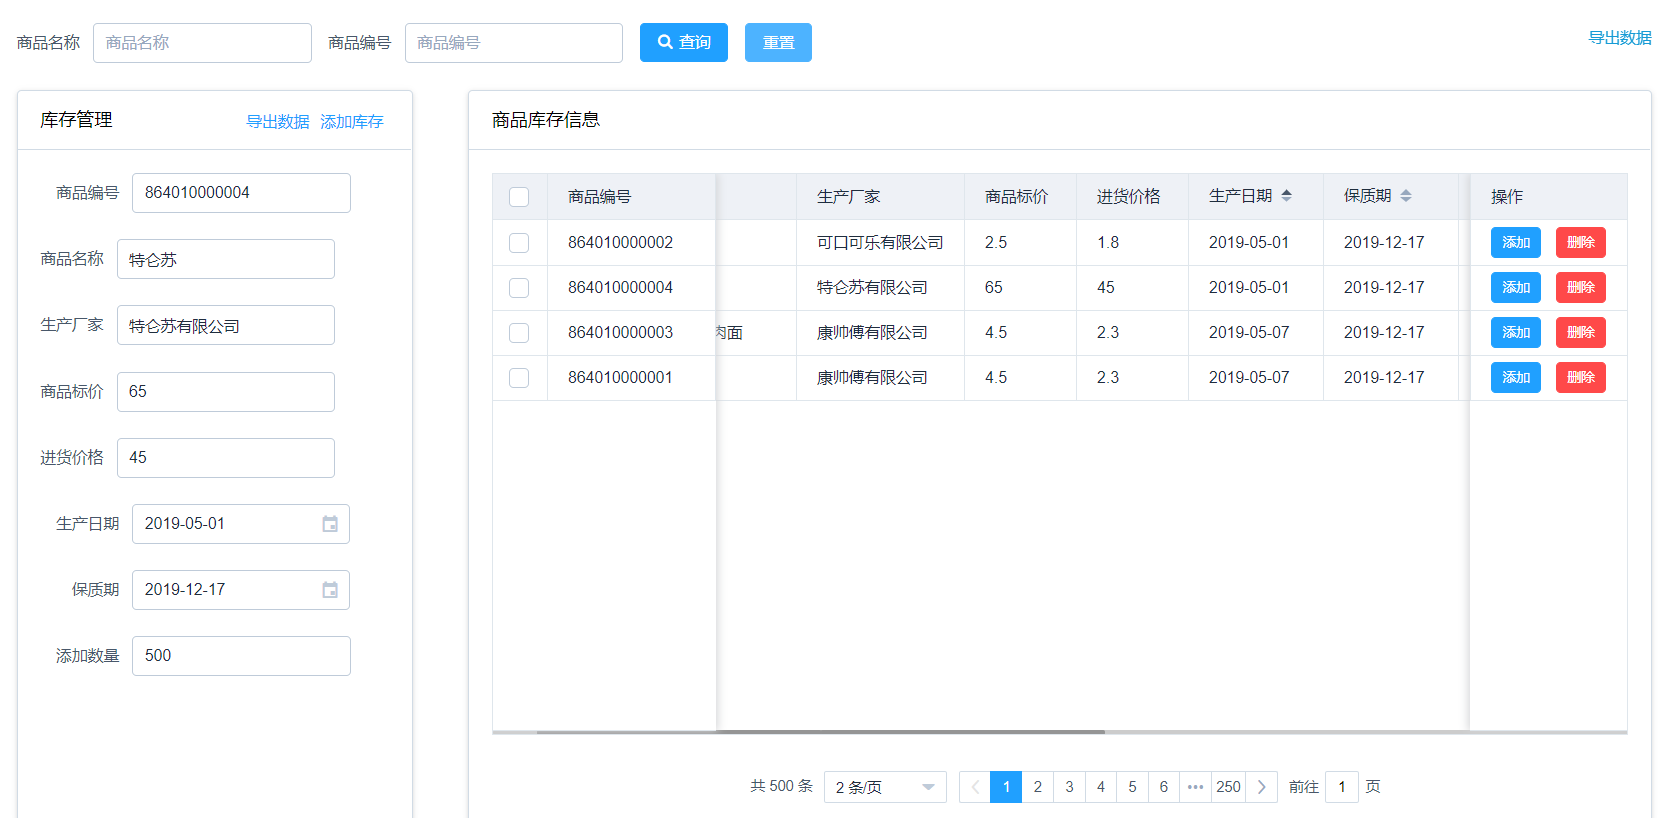 商品名称 商品名称 商品编号 商品编号 查询 重置 导出数据
库存管理 导出数据 添加库存
商品编号 864010000004
商品名称 特仑苏
生产厂家 特仑苏有限公司
商品标价 65
进货价格 45
生产日期 2019-05-01
保质期 2019-12-17
添加数量 500
商品库存信息
商品编号 生产厂家 商品标价 进货价格 生产日期 保质期 操作
864010000002 可口可乐有限公司 2.5 1.8 2019-05-01 2019-12-17 添加 删除
864010000004 特仑苏有限公司 65 45 2019-05-01 2019-12-17 添加 删除
864010000003 肉面 康帅傅有限公司 4.5 2.3 2019-05-07 2019-12-17 添加 删除
864010000001 康帅傅有限公司 4.5 2.3 2019-05-07 2019-12-17 添加 删除
共 500 条 2 条/页 1 2 3 4 5 6 ••• 250 前往 1 页